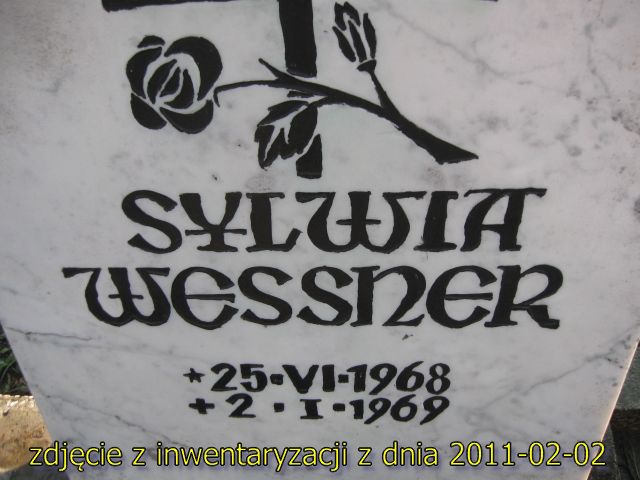 SYLWIA
WESSNER
*25·VI·1968
+2·I·1969
zdjęcie z inwentaryzacji z dnia 2011-02-02